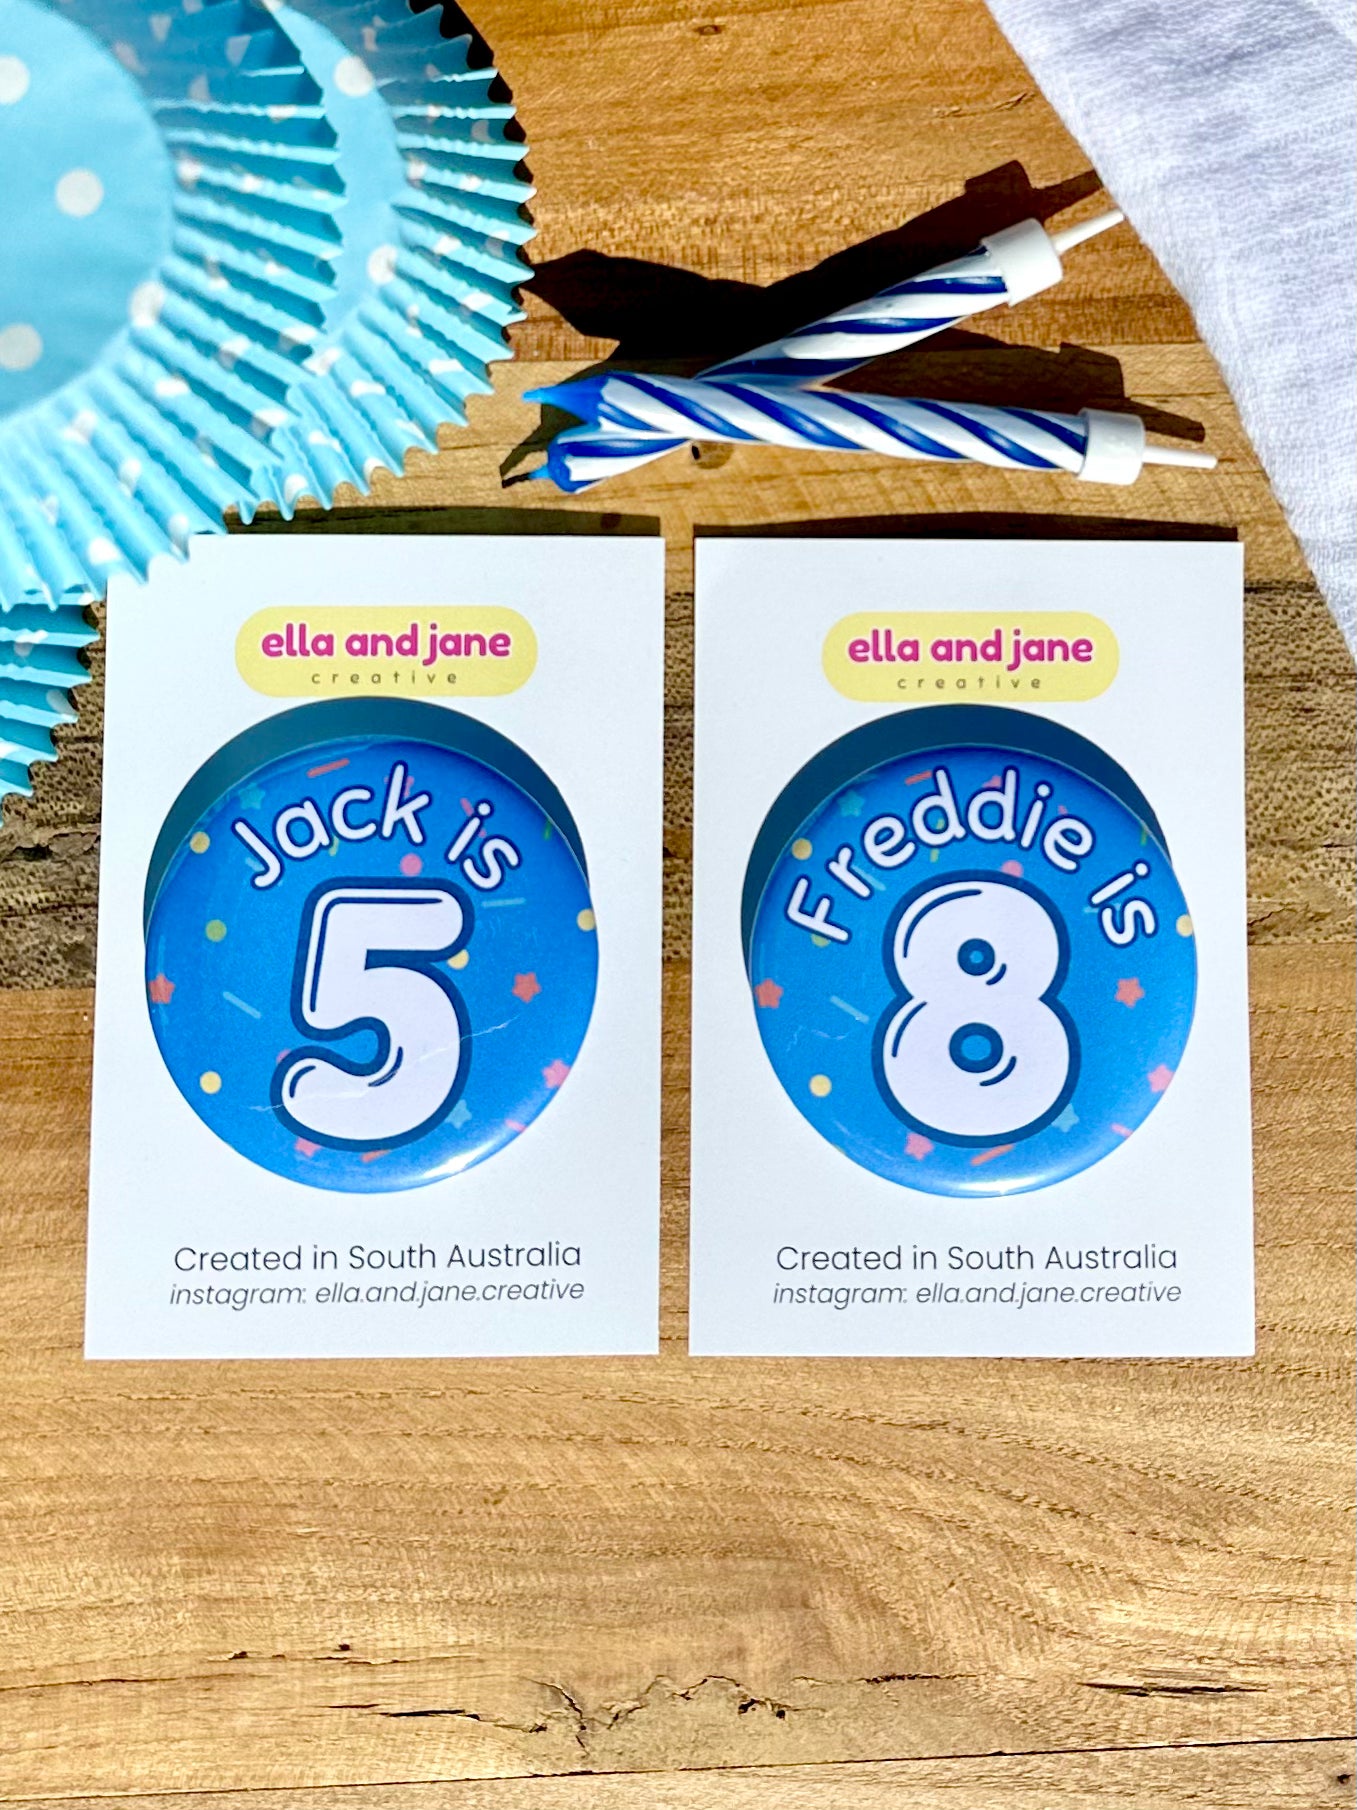 ella and jane
creative
Jack is
5
Created in South Australia
instagram: ella.and.jane.creative
ella and jane
creative
Freddie is
8
Created in South Australia
instagram: ella.and.jane.creative